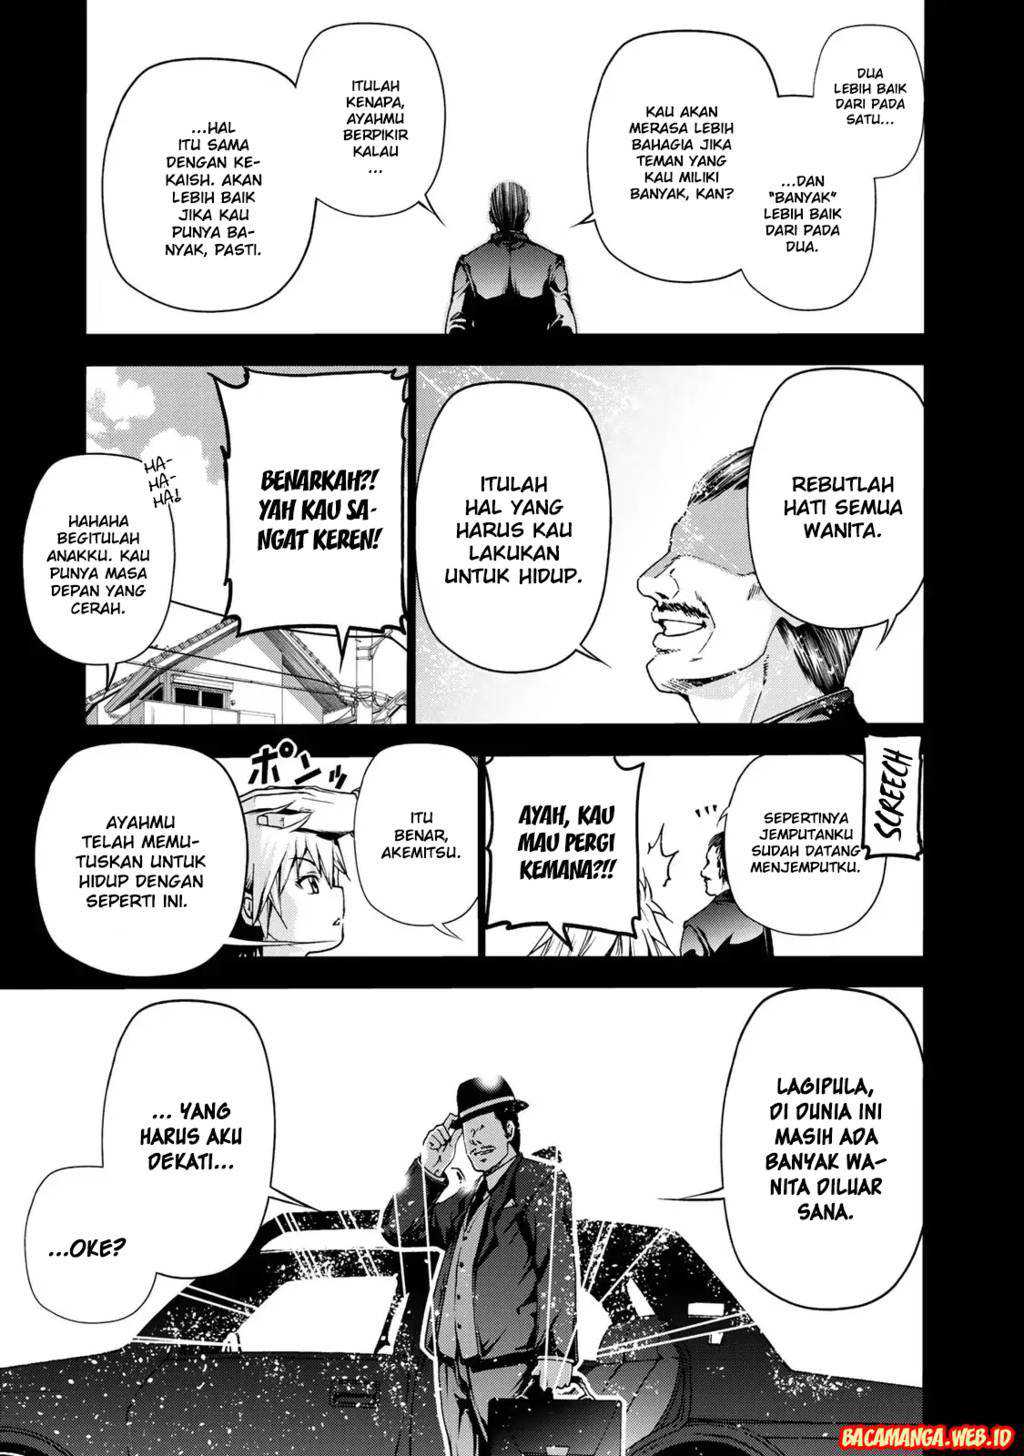 DUA
LEBIH BAIK
DARI PADA
SATU...
...DAN
"BANYAK"
LEBIH BAIK
DARI PADA
DUA.
KAU AKAN
MERASA LEBIH
BAHAGIA JIKA
TEMAN YANG
KAU MILIKI
BANYAK, KAN?
ITULAH
KENAPA,
AYAHMU
BERPIKIR
KALAU
...
...HAL
ITU SAMA
DENGAN KE-
KAISH. AKAN
LEBIH BAIK
JIKA KAU
PUNYA BA-
NYAK, PASTI.
REBUTLAH
HATI SEMUA
WANITA.
ITULAH
HAL YANG
HARUS KAU
LAKUKAN
UNTUK HIDUP.
BENARKAH?!
YAH KAU SA-
NGAT KEREN!
HA-
HA-
HA!
HAHAHA
BEGITULAH
ANAKKU. KAU
PUNYA MASA
DEPAN YANG
CERAH.
SCREECH
SEPERTINYA
JEMPUTANKU
SUDAH DATANG
MENJEMPUTKU.
AYAH, KAU
MAU PERGI
KEMANA?!!
ITU
BENAR,
AKEMITSU.
ポンッ
AYAHMU
TELAH MEMU-
TUSKAN UNTUK
HIDUP DENGAN
SEPERTI INI.
LAGIPULA,
DI DUNIA INI
MASIH ADA
BANYAK WA-
NITA DILUAR
SANA.
... YANG
HARUS AKU
DEKATI...
...OKE?
BACAMANGA.WEB.ID